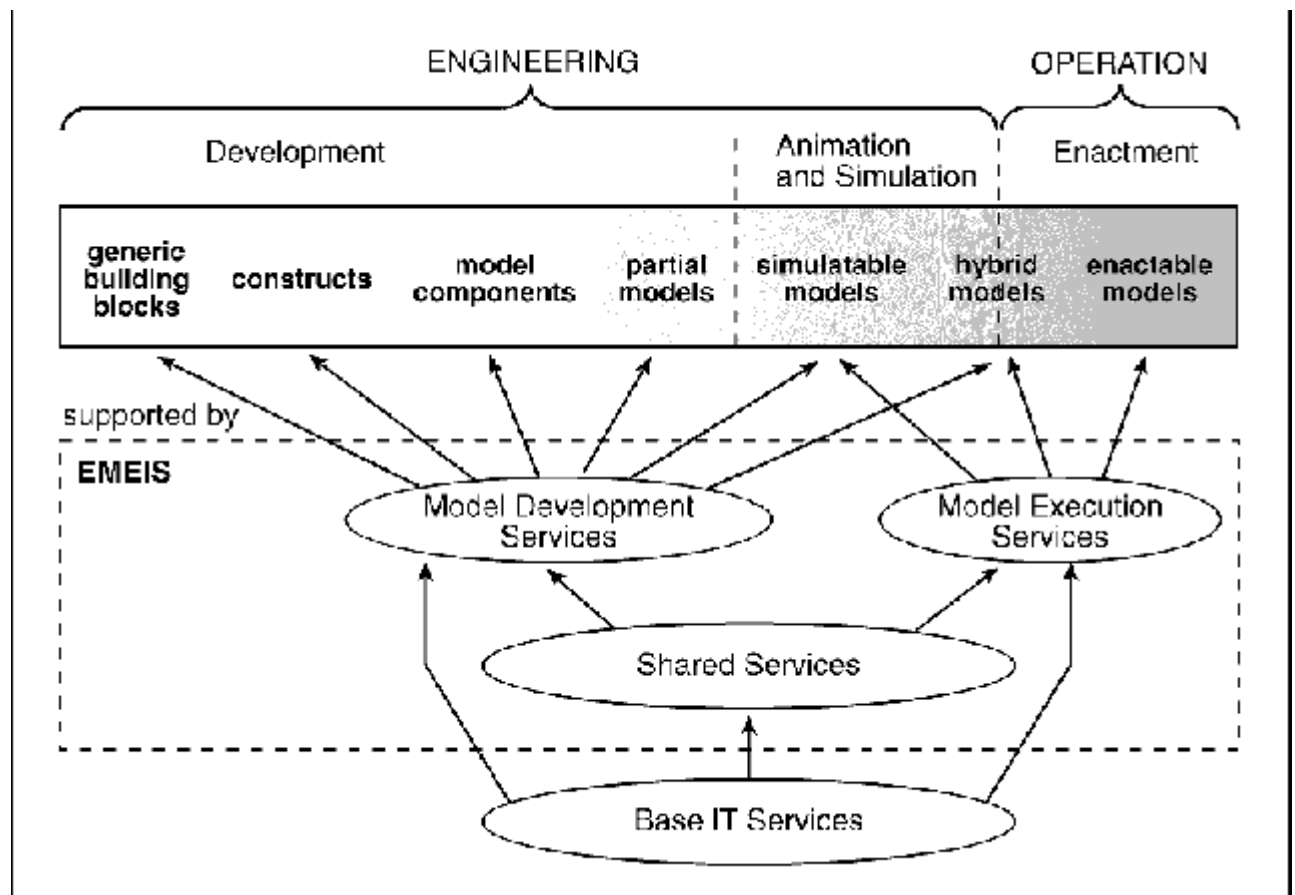 ENGINEERING
OPERATION
Development
Animation
and Simulation
Enactment
generic
building
blocks
constructs
model
components
partial
models
simulatable
models
hybrid
models
enactable
models
supported by
EMEIS
Model Development
Services
Model Execution
Services
Shared Services
Base IT Services